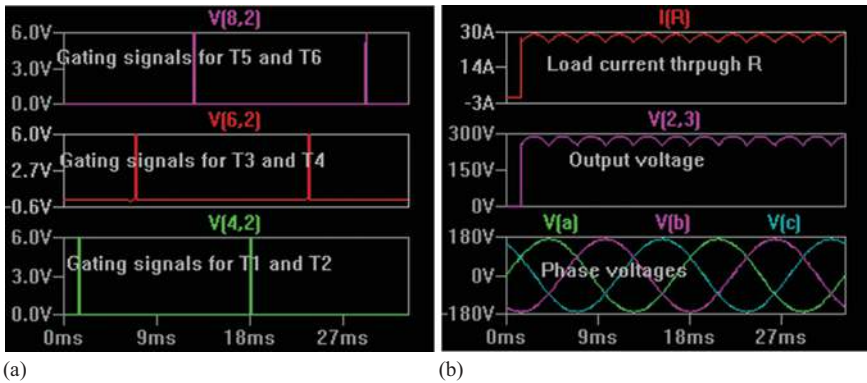 V(8,2)
6.0V
Gating signals for T5 and T6
3.0V
0.0V
V(6,2)
6.0V
Gating signals for T3 and T4
2.7V
-0.6V
V(4,2)
6.0V
Gating signals for T1 and T2
3.0V
0.0V
0ms 9ms 18ms 27ms
(a)
I(R)
30A
14A
Load current thrpugh R
-3A
V(2,3)
300V
150V
Output voltage
0V
V(a) V(b) V(c)
180V
0V
Phase voltages
-180V
0ms 9ms 18ms 27ms
(b)